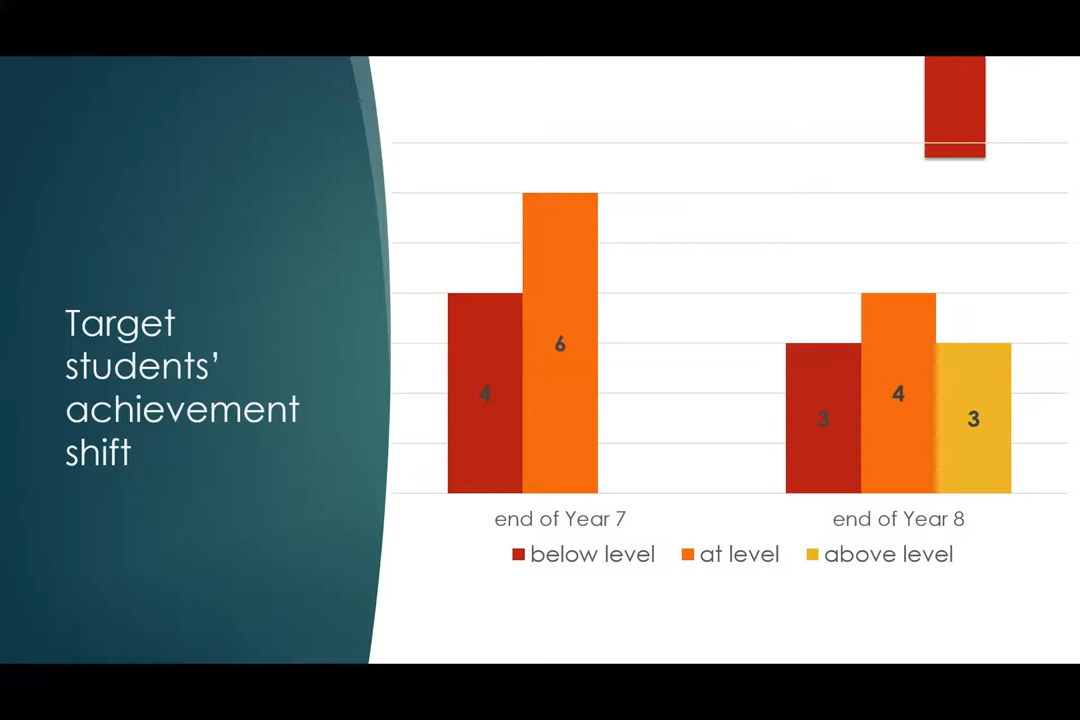 Target
students’
achievement
shift
6
4
4
3
3
end of Year 7
end of Year 8
below level
at level
above level